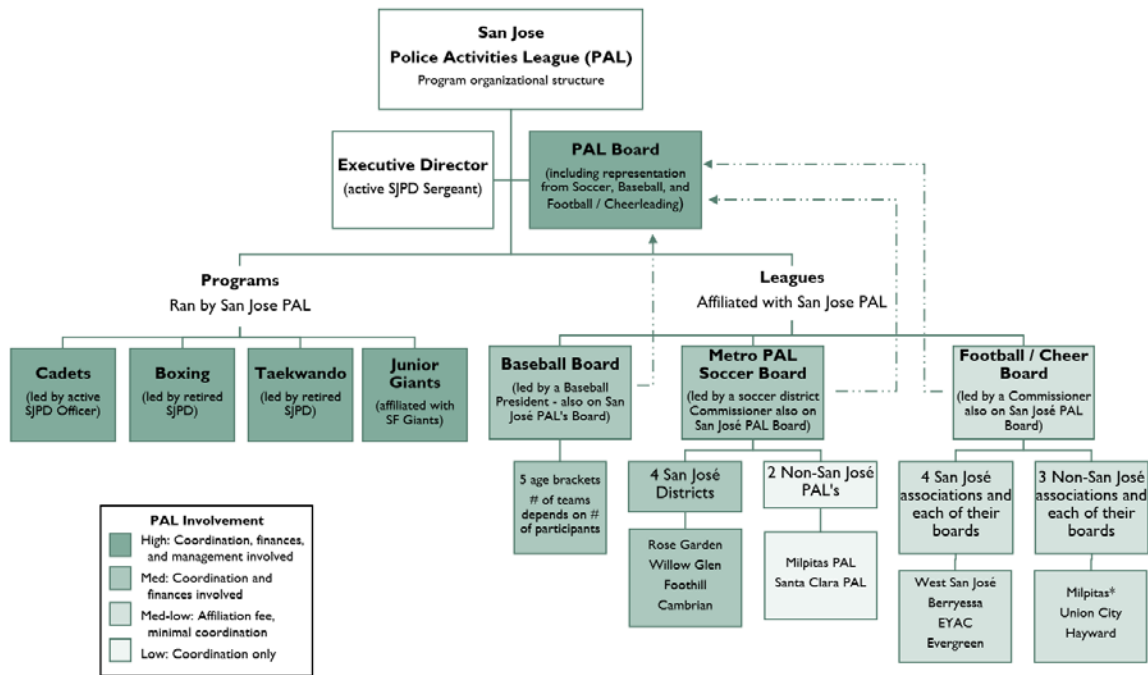 San Jose
Police Activities League (PAL)
Program organizational structure
Executive Director
(active SJPD Sergeant)
PAL Board
(including representation
from Soccer, Baseball, and
Football / Cheerleading)
Programs
Ran by San Jose PAL
Leagues
Affiliated with San Jose PAL
Cadets
(led by active
SJPD Officer)
Boxing
(led by retired
SJPD)
Taekwando
(led by retired
SJPD)
Junior
Giants
(affiliated with
SF Giants)
Baseball Board
(led by a Baseball
President - also on San
José PAL's Board)
Metro PAL
Soccer Board
(led by a soccer district
Commissioner also on
San José PAL Board)
Football / Cheer
Board
(led by a Commissioner
also on San José PAL
Board)
5 age brackets
# of teams
depends on #
of participants
4 San José
Districts
2 Non-San José
PAL's
4 San José
associations and
each of their
boards
3 Non-San José
associations and
each of their
boards
Rose Garden
Willow Glen
Foothill
Cambrian
Milpitas PAL
Santa Clara PAL
West San José
Berryessa
EYAC
Evergreen
Milpitas*
Union City
Hayward
PAL Involvement
High: Coordination, finances,
and management involved
Med: Coordination and
finances involved
Med-low: Affiliation fee,
minimal coordination
Low: Coordination only